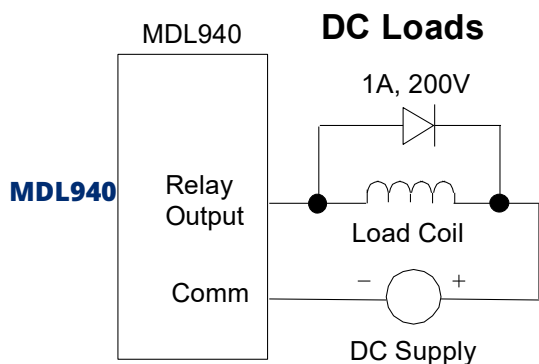 DC Loads
MDL940
1A, 200V
MDL940
Relay
Output
Load Coil
Comm
− +
DC Supply